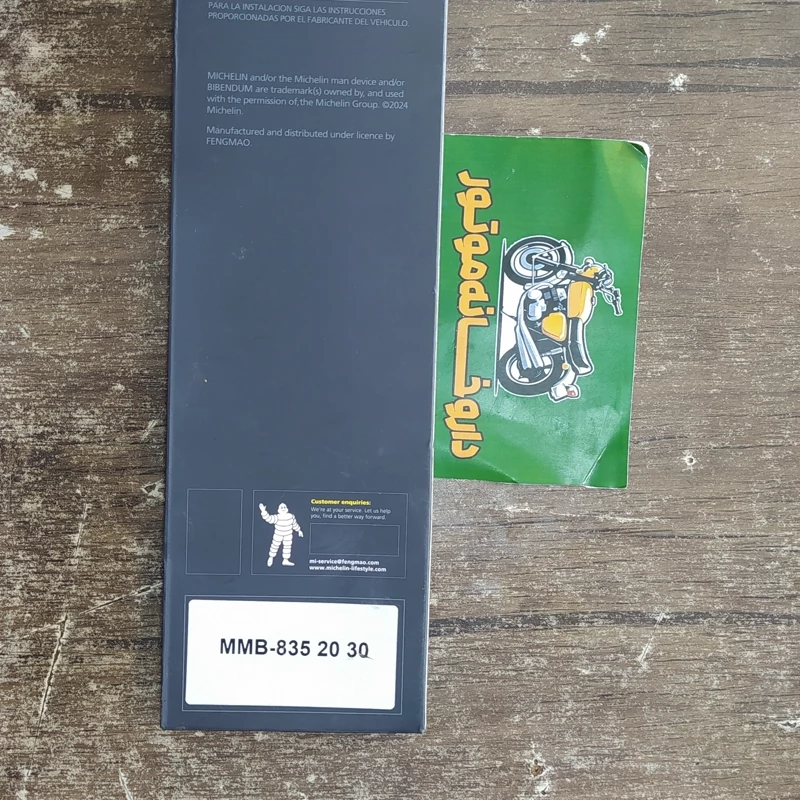 PARA LA INSTALACION SIGA LAS INSTRUCCIONES
PROPORCIONADAS POR EL FABRICANTE DEL VEHICULO.
MICHELIN and/or the Michelin man device and/or
BIBENDUM are trademark(s) owned by, and used
with the permission of, the Michelin Group. ©2024
Michelin.
Manufactured and distributed under licence by
FENGMAO.
داروخـــانه موتور
Customer enquiries:
We're at your service. Let us help
you, find a better way forward.
mi-service@fengmao.com
www.michelin-lifestyle.com
MMB-835 20 30